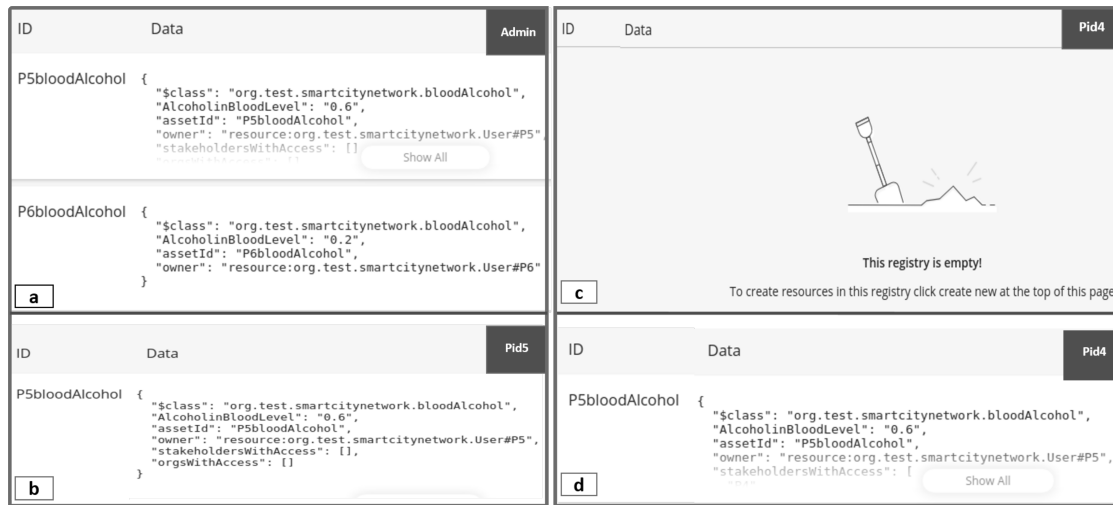 ID Data Admin
P5bloodAlcohol {
"$class": "org.test.smartcitynetwork.bloodAlcohol",
"AlcoholinBloodLevel": "0.6",
"assetId": "P5bloodAlcohol",
"owner": "resource:org.test.smartcitynetwork.User#P5",
"stakeholdersWithAccess": []
Show All
P6bloodAlcohol {
"$class": "org.test.smartcitynetwork.bloodAlcohol",
"AlcoholinBloodLevel": "0.2",
"assetId": "P6bloodAlcohol",
"owner": "resource:org.test.smartcitynetwork.User#P6"
}
a
ID Data Pid5
P5bloodAlcohol {
"$class": "org.test.smartcitynetwork.bloodAlcohol",
"AlcoholinBloodLevel": "0.6",
"assetId": "P5bloodAlcohol",
"owner": "resource:org.test.smartcitynetwork.User#P5",
"stakeholdersWithAccess": [],
"orgsWithAccess": []
}
b
ID Data Pid4
This registry is empty!
To create resources in this registry click create new at the top of this page
c
ID Data Pid4
P5bloodAlcohol {
"$class": "org.test.smartcitynetwork.bloodAlcohol",
"AlcoholinBloodLevel": "0.6",
"assetId": "P5bloodAlcohol",
"owner": "resource:org.test.smartcitynetwork.User#P5",
"stakeholdersWithAccess": [
Show All
d